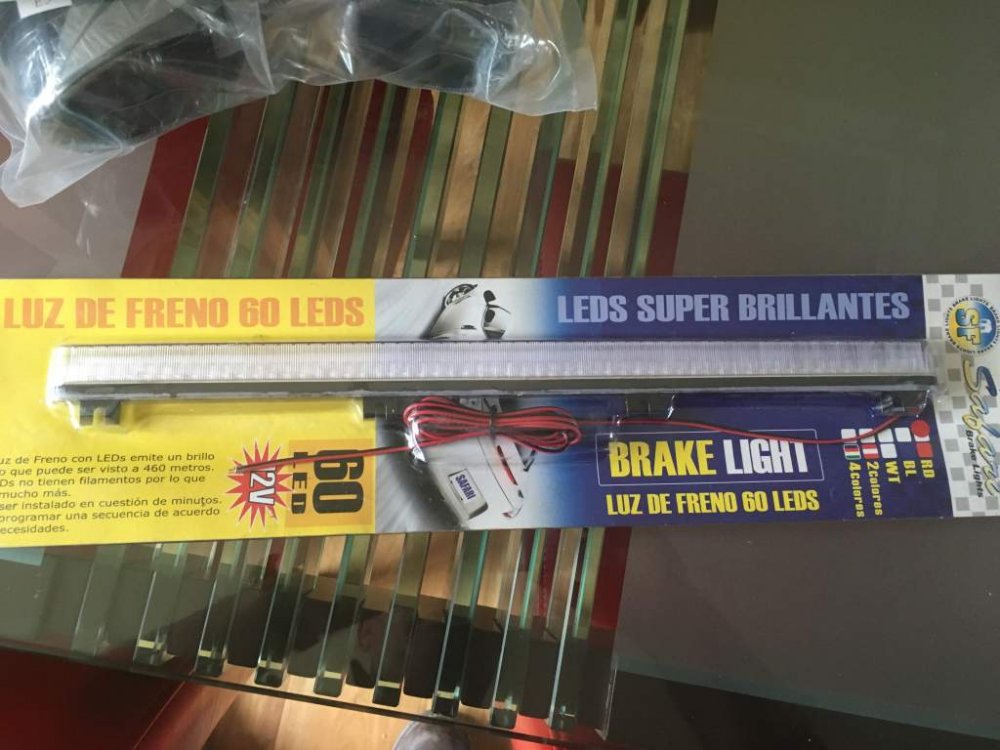 LUZ DE FRENO 60 LEDS
LEDS SUPER BRILLANTES
SF
Brake Lights
uz de Freno con LEDs emite un brillo
o que puede ser visto a 460 metros.
Ds no tienen filamentos por lo que
mucho más.
ser instalado en cuestión de minutos.
programar una secuencia de acuerdo
ecesidades.
12V
60
LED
SAFARI
BRAKE LIGHT
LUZ DE FRENO 60 LEDS
RD
BL
WT
2Colores
4Colores